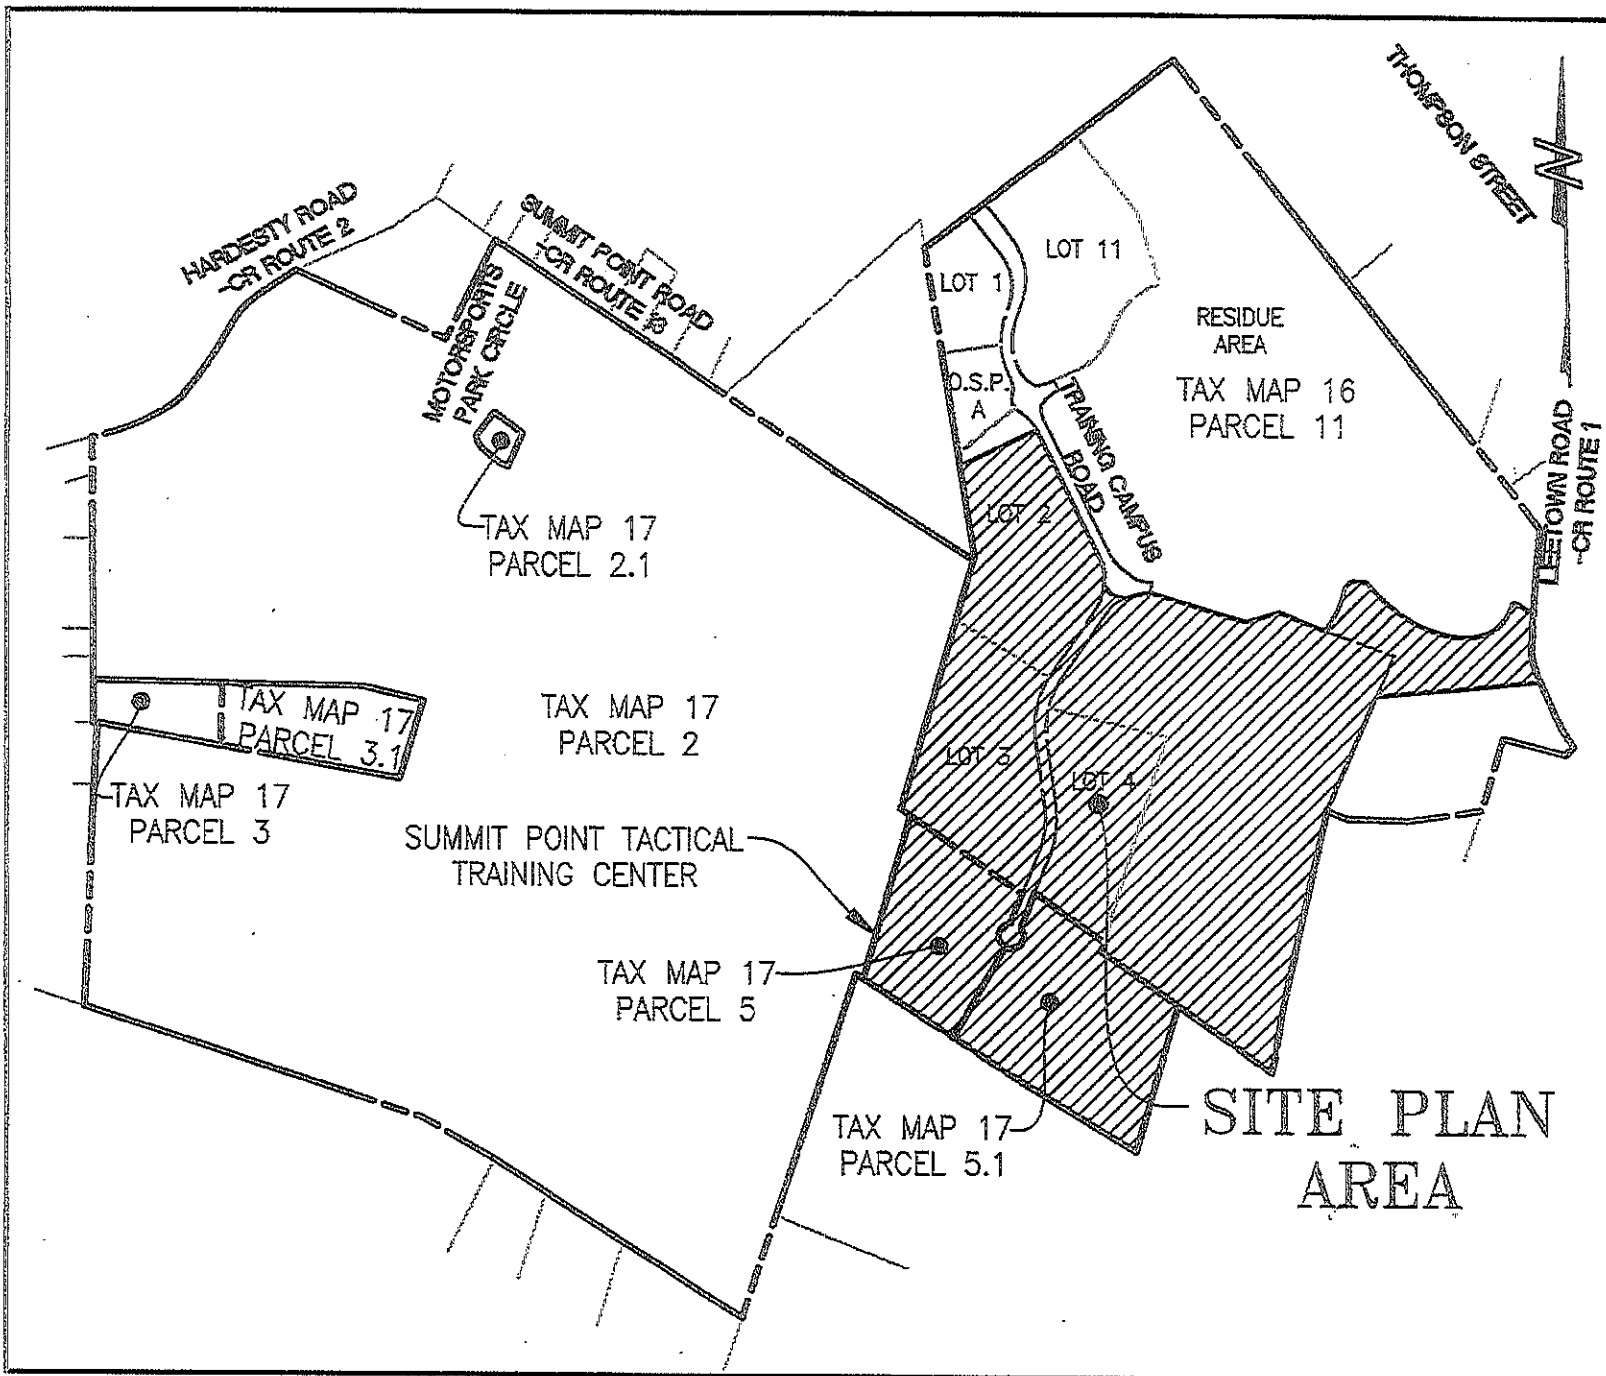 THOMPSON STREET
N
HARDESTY ROAD
-CR ROUTE 2
SUMMIT POINT ROAD
-CR ROUTE 13
MOTORSPORTS
PARK CIRCLE
LOT 1
LOT 11
RESIDUE
AREA
TAX MAP 16
PARCEL 11
O.S.P.
A
TRAINING CAMPUS
ROAD
LEETOWN ROAD
-CR ROUTE 1
LOT 2
TAX MAP 17
PARCEL 2.1
TAX MAP 17
PARCEL 3.1
TAX MAP 17
PARCEL 2
LOT 3
LOT 4
TAX MAP 17
PARCEL 3
SUMMIT POINT TACTICAL
TRAINING CENTER
TAX MAP 17
PARCEL 5
TAX MAP 17
PARCEL 5.1
SITE PLAN
AREA